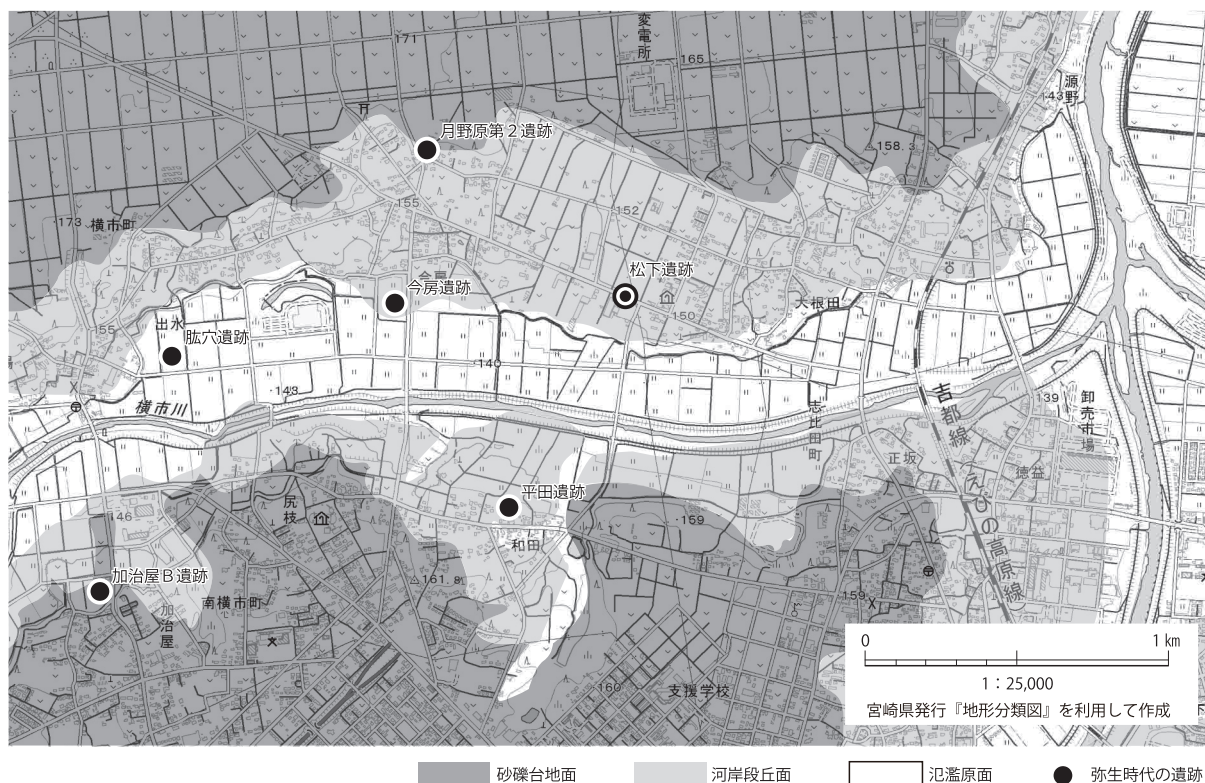 変電所
171
165
源野
143
月野原第２遺跡
158.3
155
152
173
横市町
松下遺跡
今房
今房遺跡
大根田
150
155
出水
肱穴遺跡
140
143
横市川
吉都線
(えびの高原線)
139
卸売市場
志比田町
正坂
徳益
平田遺跡
146
尻枝
159
和田
加治屋Ｂ遺跡
161.8
159
南横市町
加治屋
160
支援学校
0 1 km
1：25,000
宮崎県発行『地形分類図』を利用して作成
砂礫台地面 河岸段丘面 氾濫原面 弥生時代の遺跡